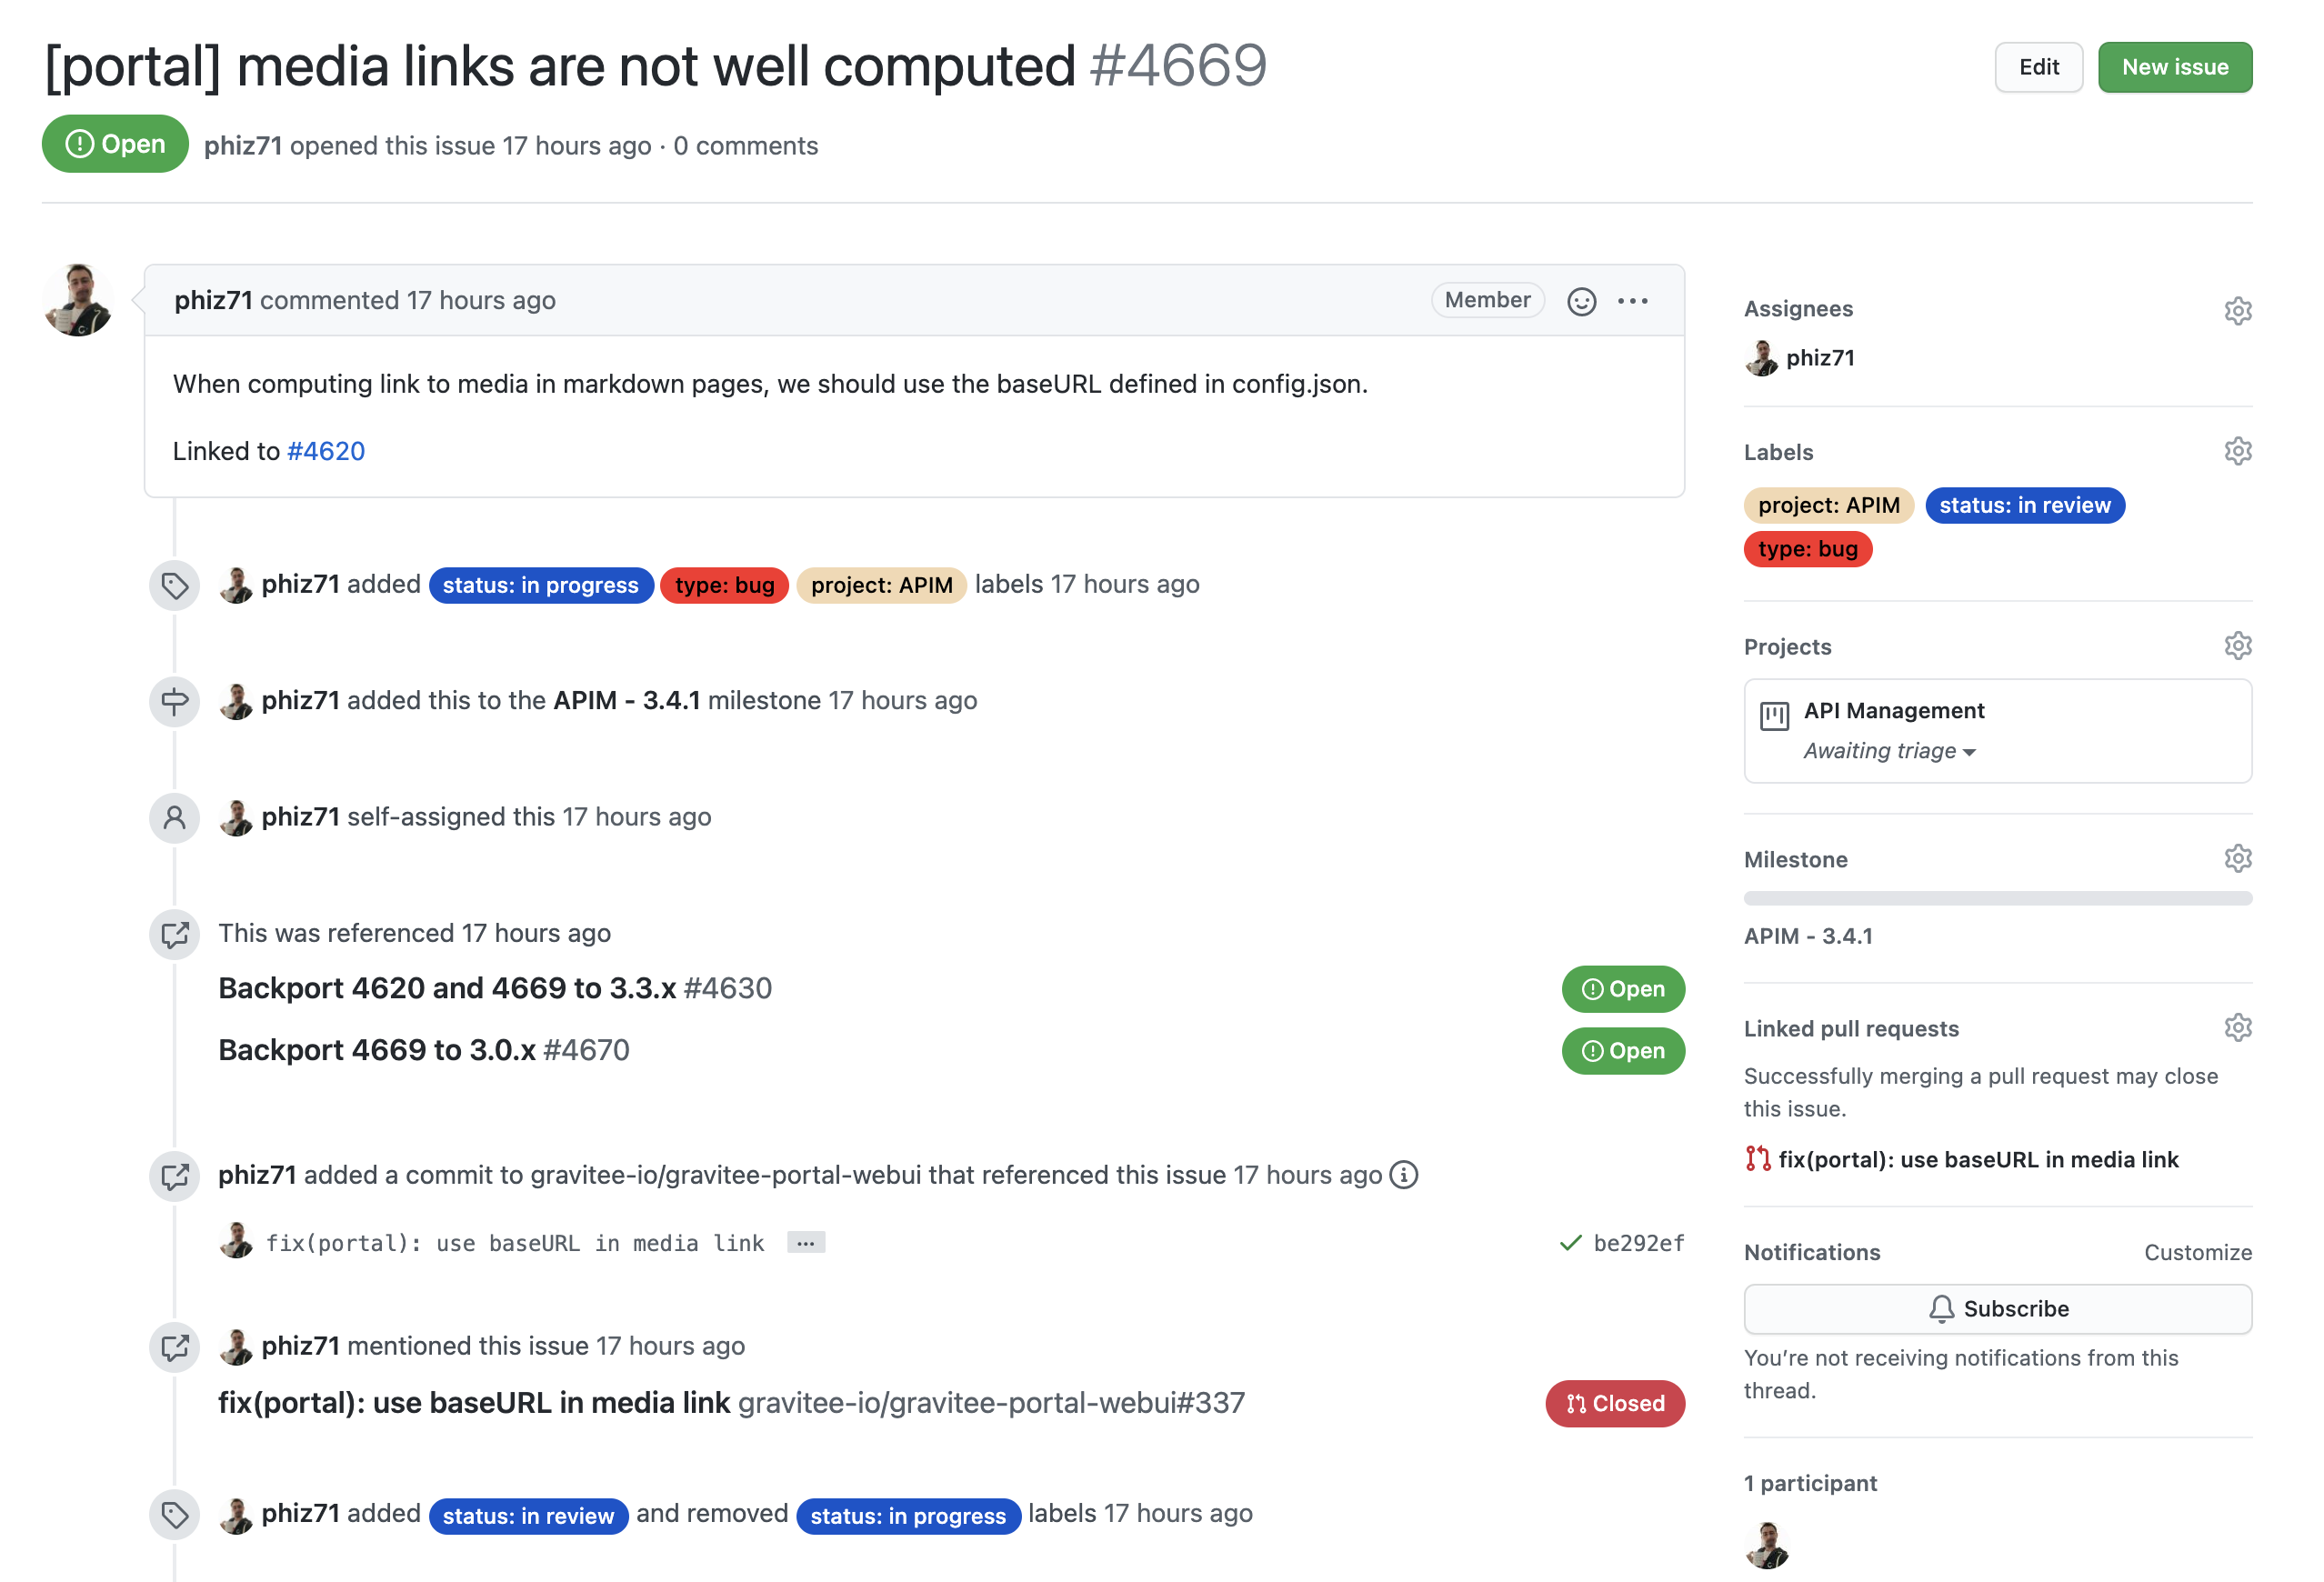 [portal] media links are not well computed #4669
Edit
New issue
Open
phiz71 opened this issue 17 hours ago · 0 comments
phiz71 commented 17 hours ago
Member
When computing link to media in markdown pages, we should use the baseURL defined in config.json.
Linked to #4620
phiz71 added status: in progress type: bug project: APIM labels 17 hours ago
phiz71 added this to the APIM - 3.4.1 milestone 17 hours ago
phiz71 self-assigned this 17 hours ago
This was referenced 17 hours ago
Backport 4620 and 4669 to 3.3.x #4630
Open
Backport 4669 to 3.0.x #4670
Open
phiz71 added a commit to gravitee-io/gravitee-portal-webui that referenced this issue 17 hours ago
fix(portal): use baseURL in media link …
be292ef
phiz71 mentioned this issue 17 hours ago
fix(portal): use baseURL in media link gravitee-io/gravitee-portal-webui#337
Closed
phiz71 added status: in review and removed status: in progress labels 17 hours ago
Assignees
phiz71
Labels
project: APIM status: in review
type: bug
Projects
API Management
Awaiting triage
Milestone
APIM - 3.4.1
Linked pull requests
Successfully merging a pull request may close
this issue.
fix(portal): use baseURL in media link
Notifications
Customize
Subscribe
You’re not receiving notifications from this
thread.
1 participant